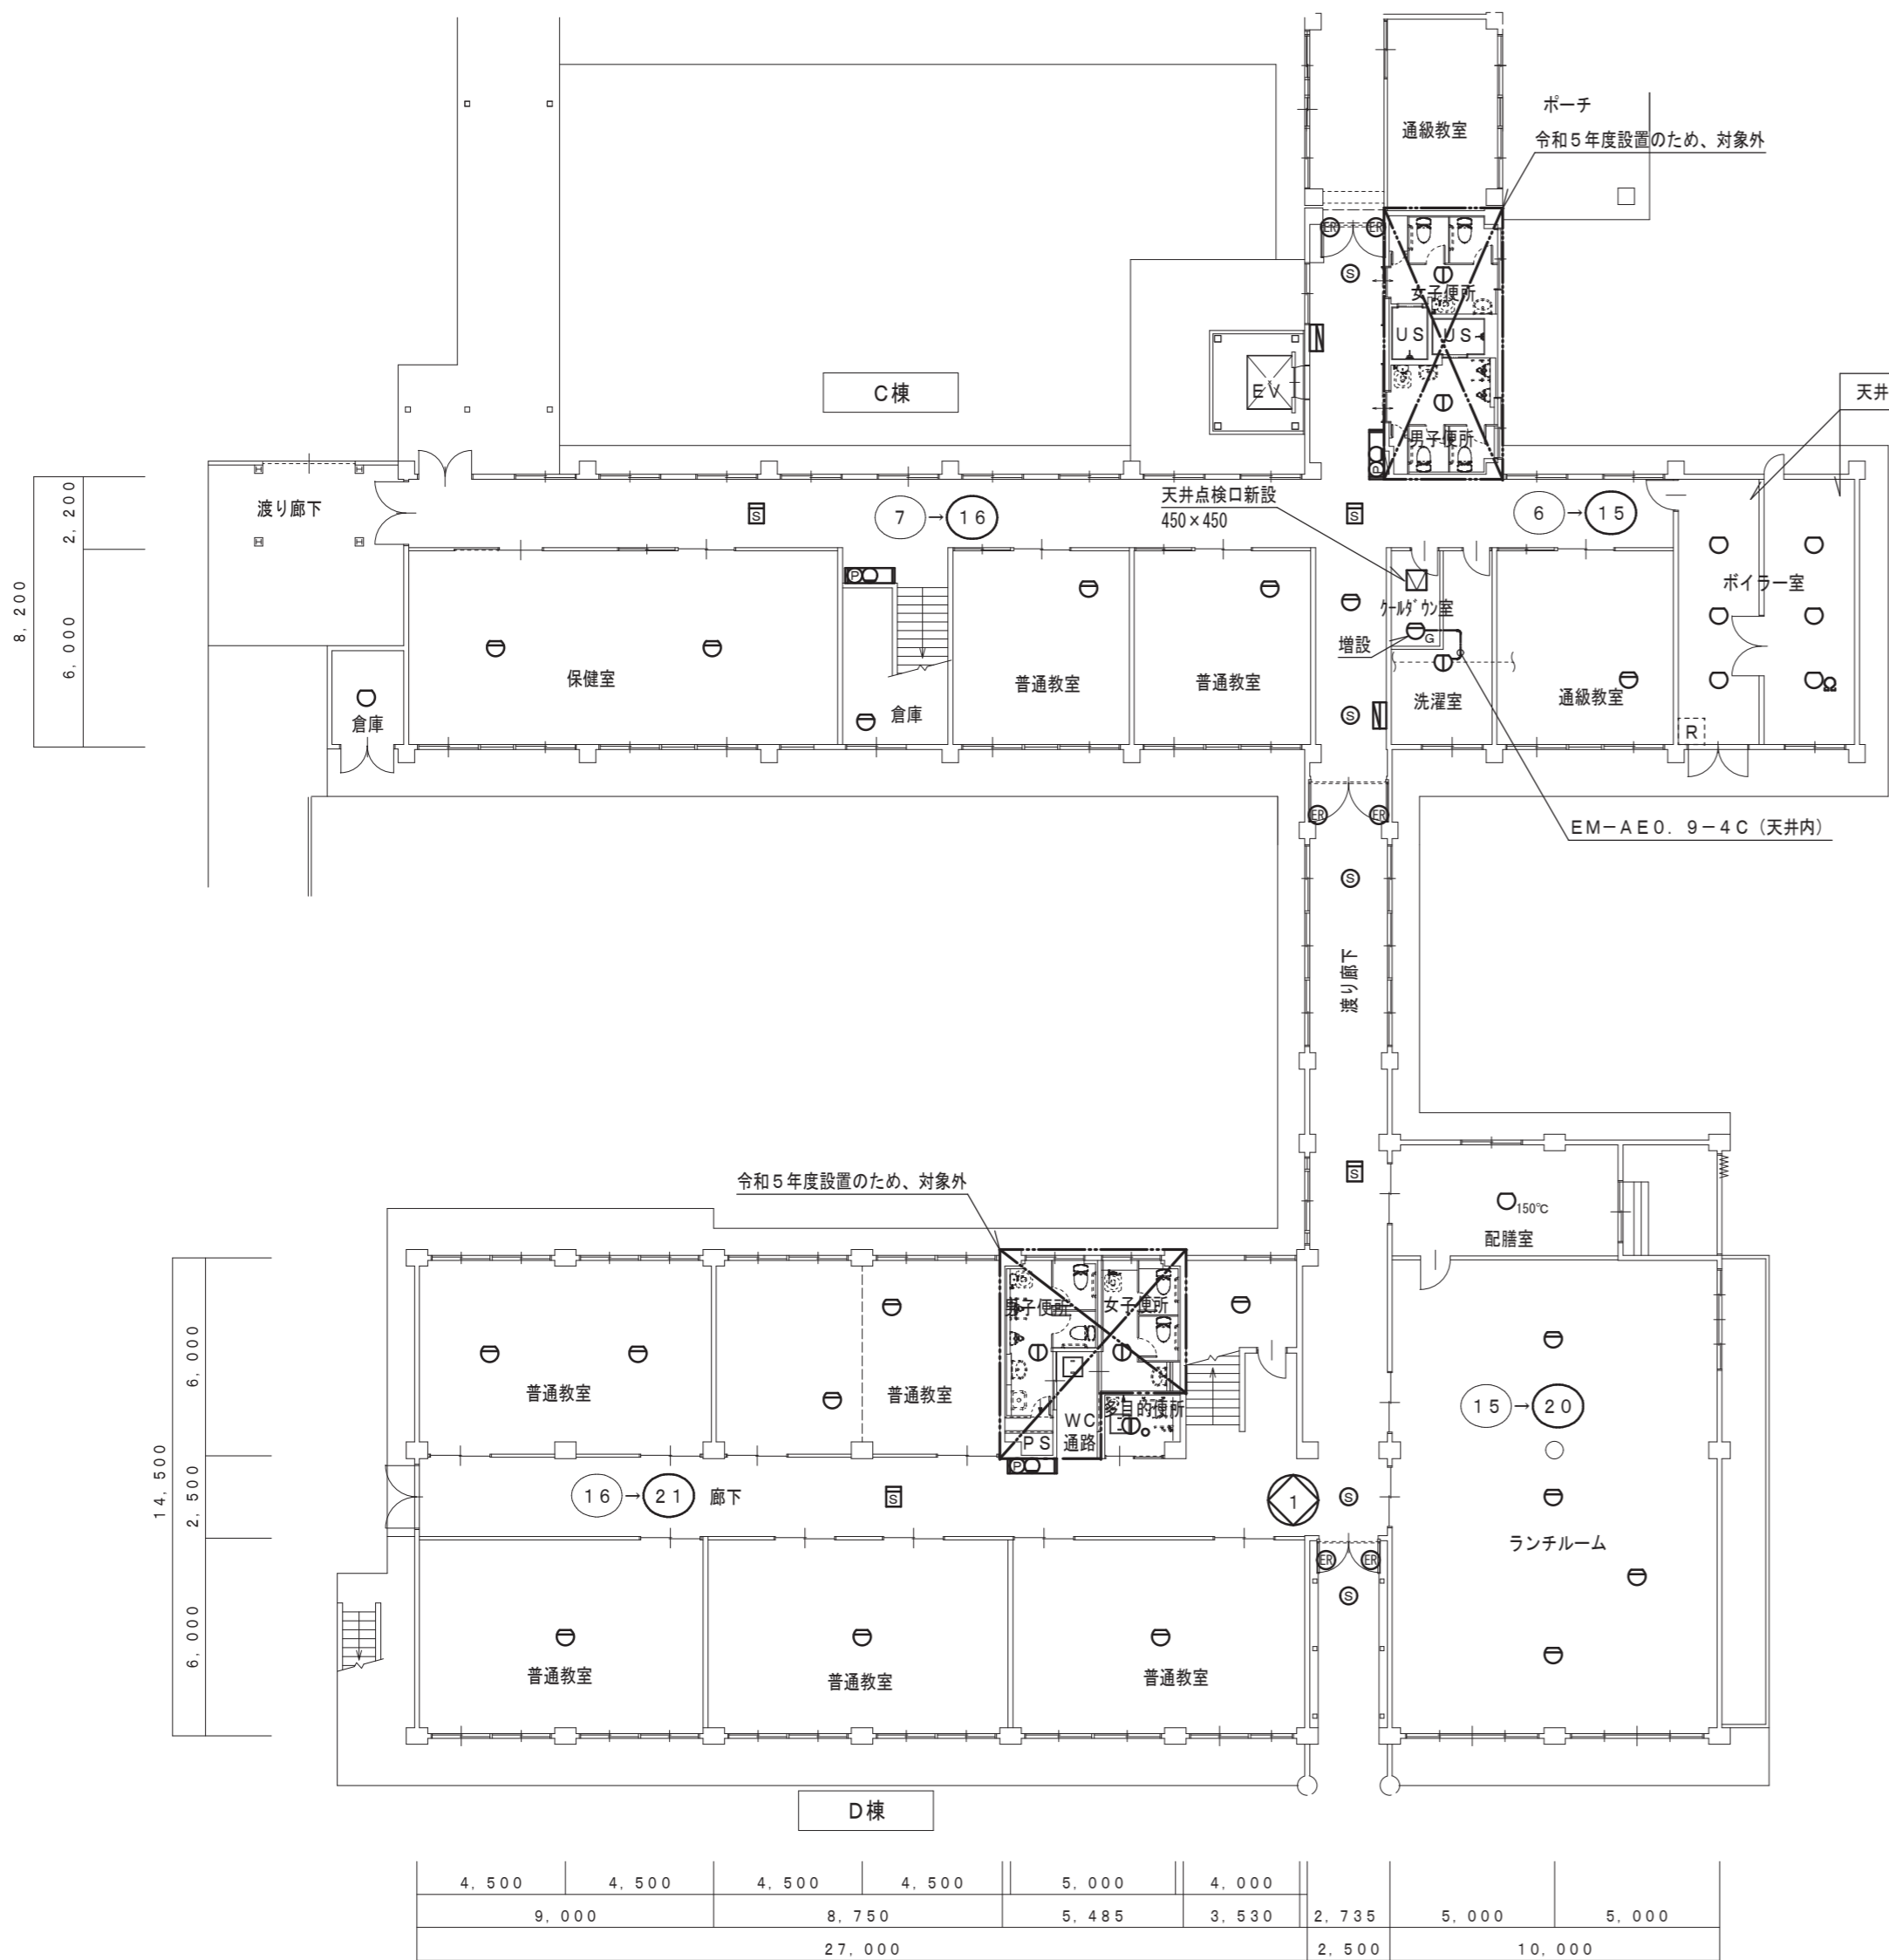 ポーチ
通級教室
令和5年度設置のため、対象外
ER
ER
S
女子便所
US
US
EV
C棟
男子便所
P
天井
渡り廊下
天井点検口新設
450×450
S
7→16
S
6→15
2,200
8,200
6,000
P
保健室
倉庫
倉庫
普通教室
普通教室
クールダウン室
増設
G
洗濯室
通級教室
ボイラー室
Ω
R
S
ER
ER
EM-AE0.9-4C(天井内)
S
渡り廊下
S
令和5年度設置のため、対象外
150℃
配膳室
男子便所
女子便所
普通教室
普通教室
多目的便所
WC
通路
PS
P
15→20
16→21
廊下
S
1
S
ランチルーム
ER
ER
S
6,000
14,500
2,500
6,000
普通教室
普通教室
普通教室
D棟
4,500
4,500
4,500
4,500
5,000
4,000
9,000
8,750
5,485
3,530
2,735
5,000
5,000
27,000
2,500
10,000